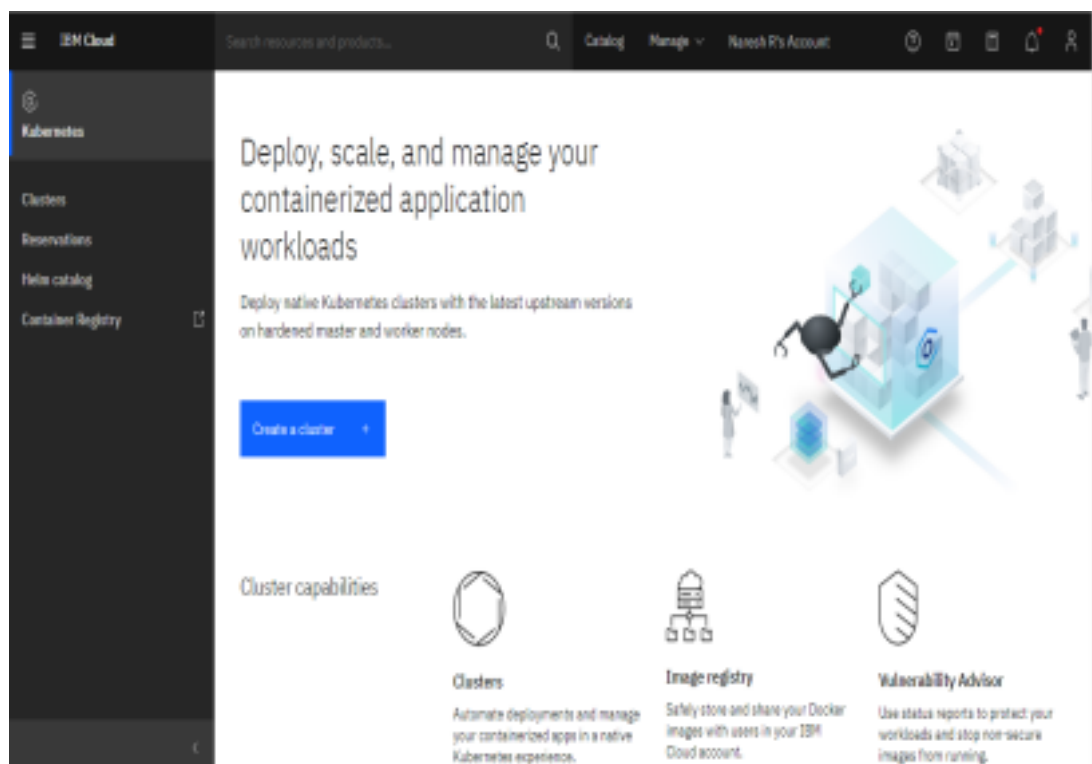 IBM Cloud
Search resources and products...
Catalog
Manage
Naresh R's Account
Kubernetes
Clusters
Reservations
Helm catalog
Container Registry
Deploy, scale, and manage your
containerized application
workloads
Deploy native Kubernetes clusters with the latest upstream versions
on hardened master and worker nodes.
Create a cluster +
Cluster capabilities
Clusters
Automate deployments and manage
your containerized apps in a native
Kubernetes experience.
Image registry
Safely store and share your Docker
images with users in your IBM
Cloud account.
Vulnerability Advisor
Use status reports to protect your
workloads and stop non-secure
images from running.